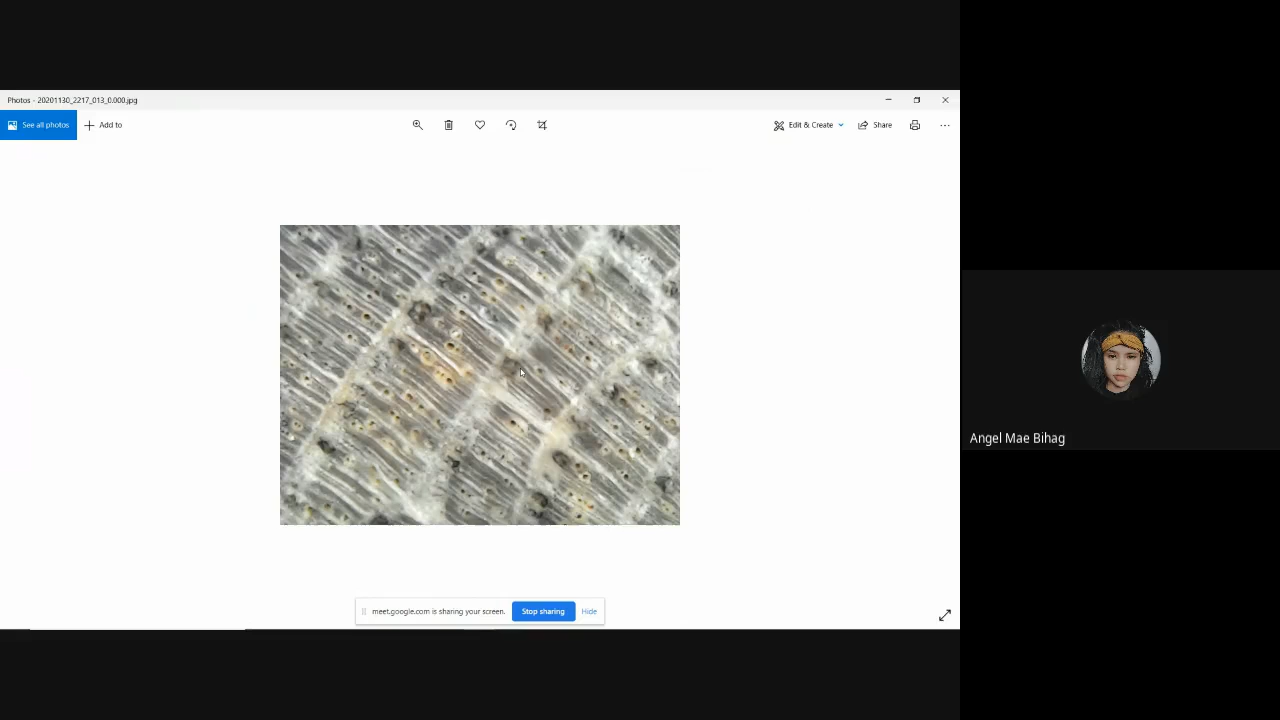 Photos - 20201130_2217_013_0.000.jpg
See all photos
Add to
Edit & Create
Share
meet.google.com is sharing your screen.
Stop sharing
Hide
Angel Mae Bihag